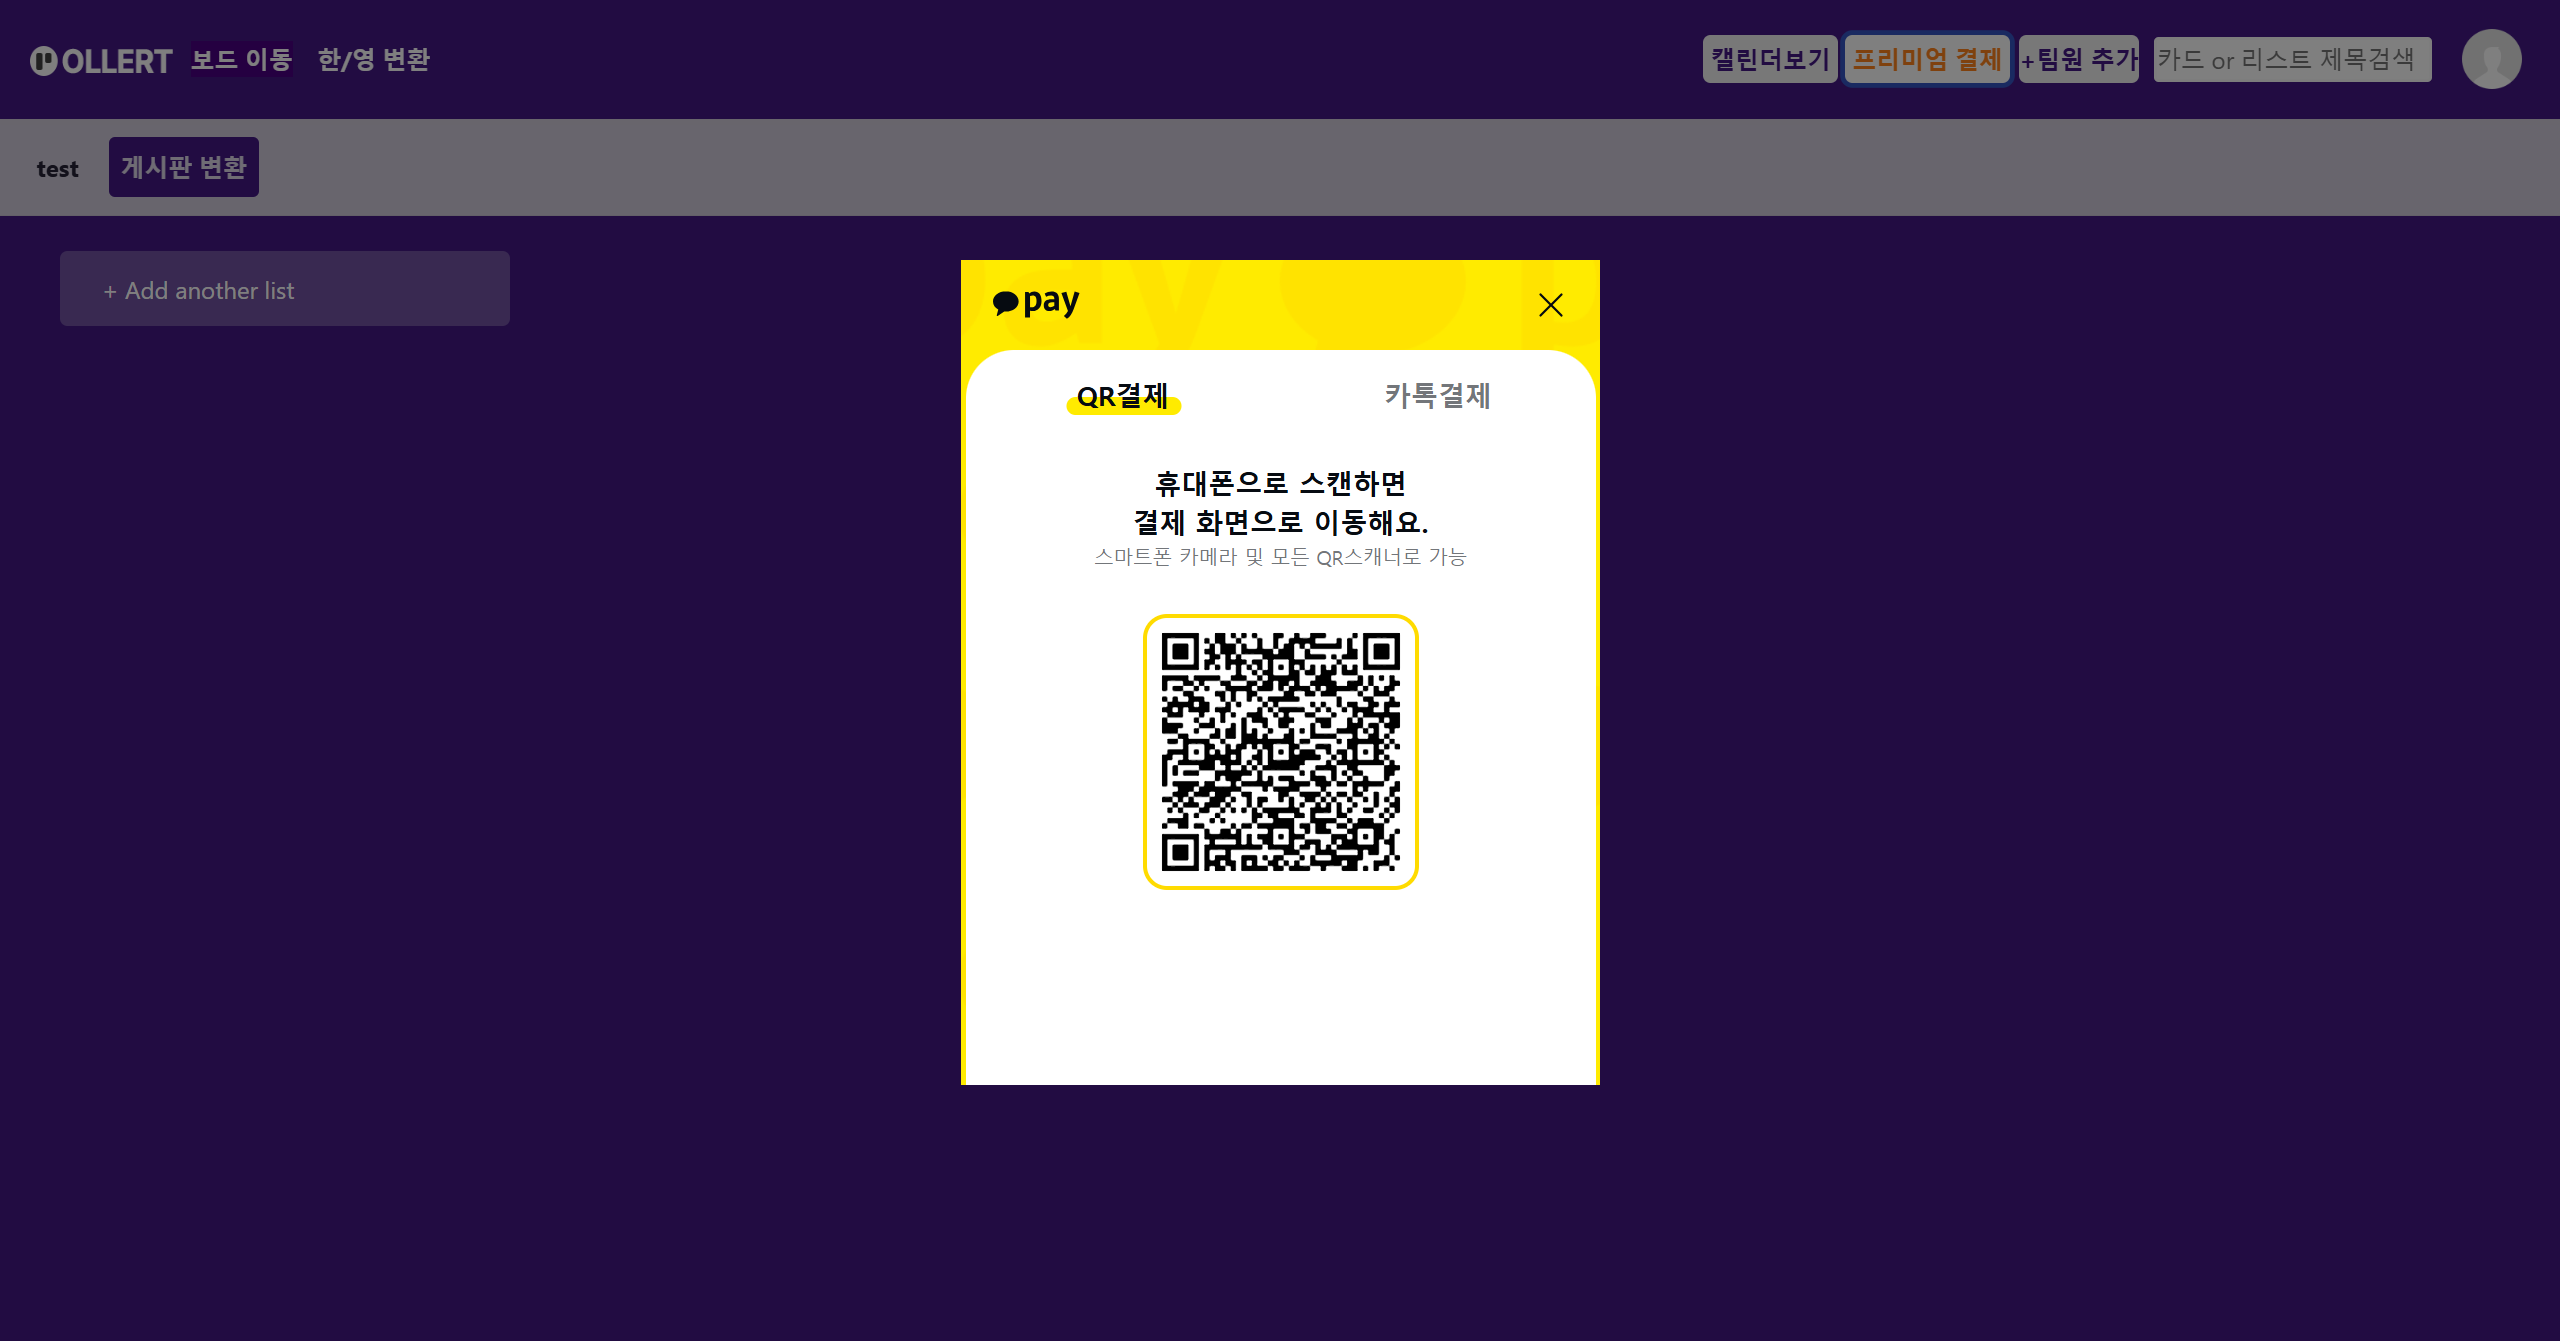 OLLERT 보드 이동 한/영 변환 캘린더보기 프리미엄 결제 +팀원 추가 카드 or 리스트 제목검색
test 게시판 변환
+ Add another list
pay
QR결제 카톡결제
휴대폰으로 스캔하면
결제 화면으로 이동해요.
스마트폰 카메라 및 모든 QR스캐너로 가능